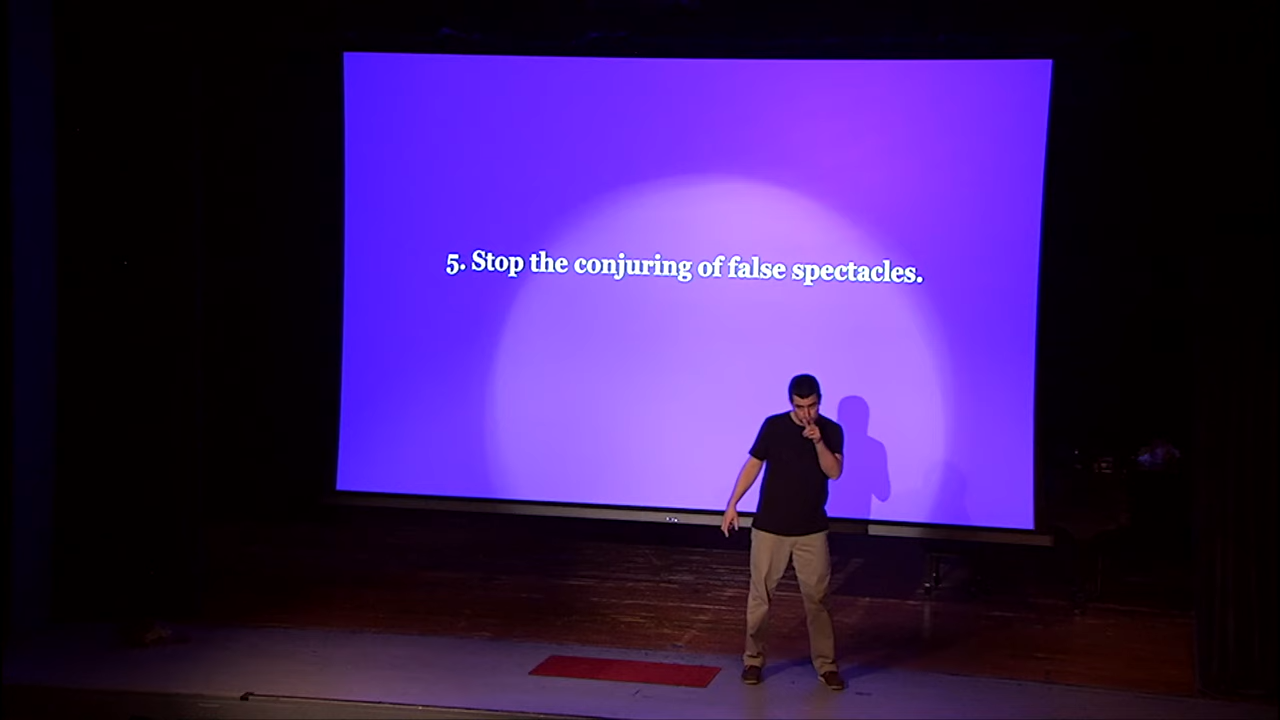 5. Stop the conjuring of false spectacles.